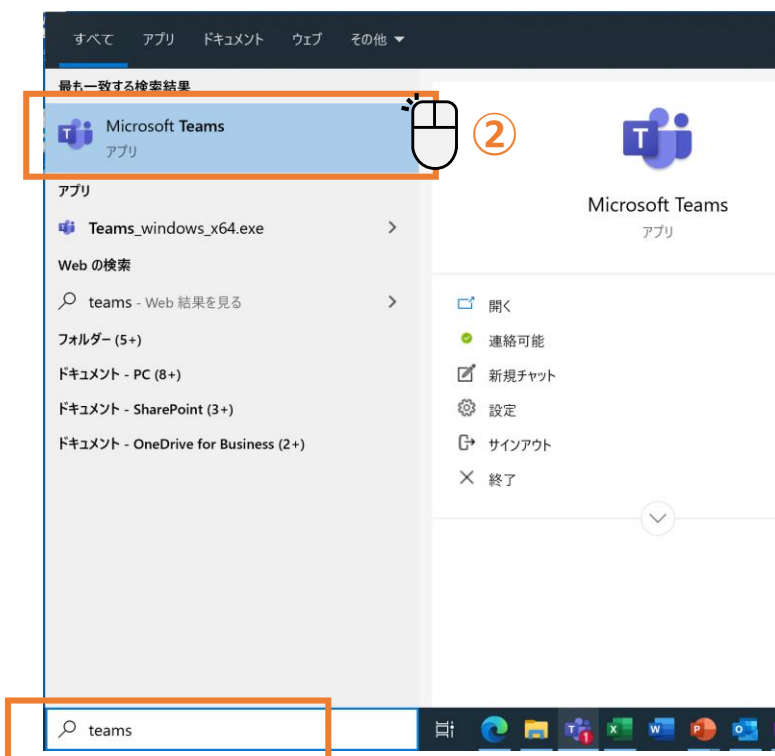 すべて アプリ ドキュメント ウェブ その他 ▼
最も一致する検索結果
Microsoft Teams
アプリ
②
アプリ
Teams_windows_x64.exe
Web の検索
teams - Web 結果を見る
フォルダー (5+)
ドキュメント - PC (8+)
ドキュメント - SharePoint (3+)
ドキュメント - OneDrive for Business (2+)
Microsoft Teams
アプリ
開く
連絡可能
新規チャット
設定
サインアウト
終了
teams